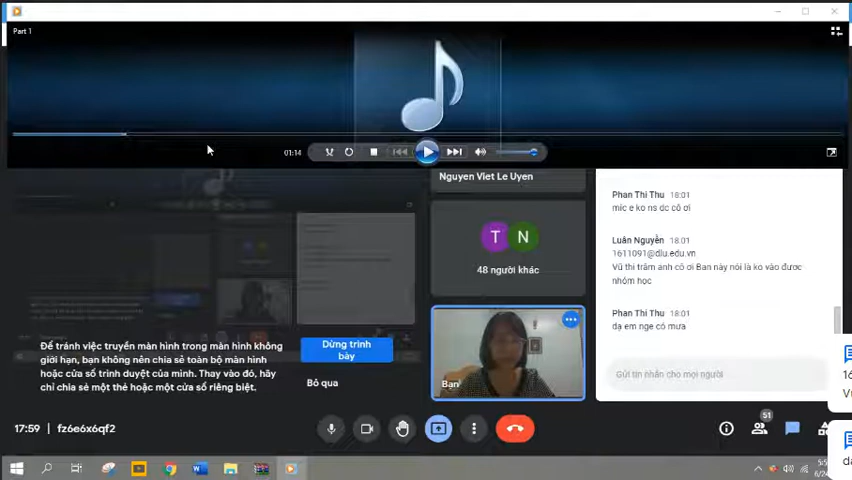 Part 1
01:14
Nguyen Viet Le Uyen
T N
48 người khác
Bạn
Phan Thi Thu 18:01
mic e ko ns dc cô ơi
Luân Nguyễn 18:01
1611091@dlu.edu.vn
Vũ thi trâm anh cô ơi Ban này nói là ko vào được
nhóm học
Phan Thi Thu 18:01
dạ em nge có mưa
Gửi tin nhắn cho mọi người
Để tránh việc truyền màn hình trong màn hình không
giới hạn, bạn không nên chia sẻ toàn bộ màn hình
hoặc cửa sổ trình duyệt của mình. Thay vào đó, hãy
chỉ chia sẻ một thẻ hoặc một cửa sổ riêng biệt.
Dừng trình
bày
Bỏ qua
17:59 | fz6e6x6qf2
51